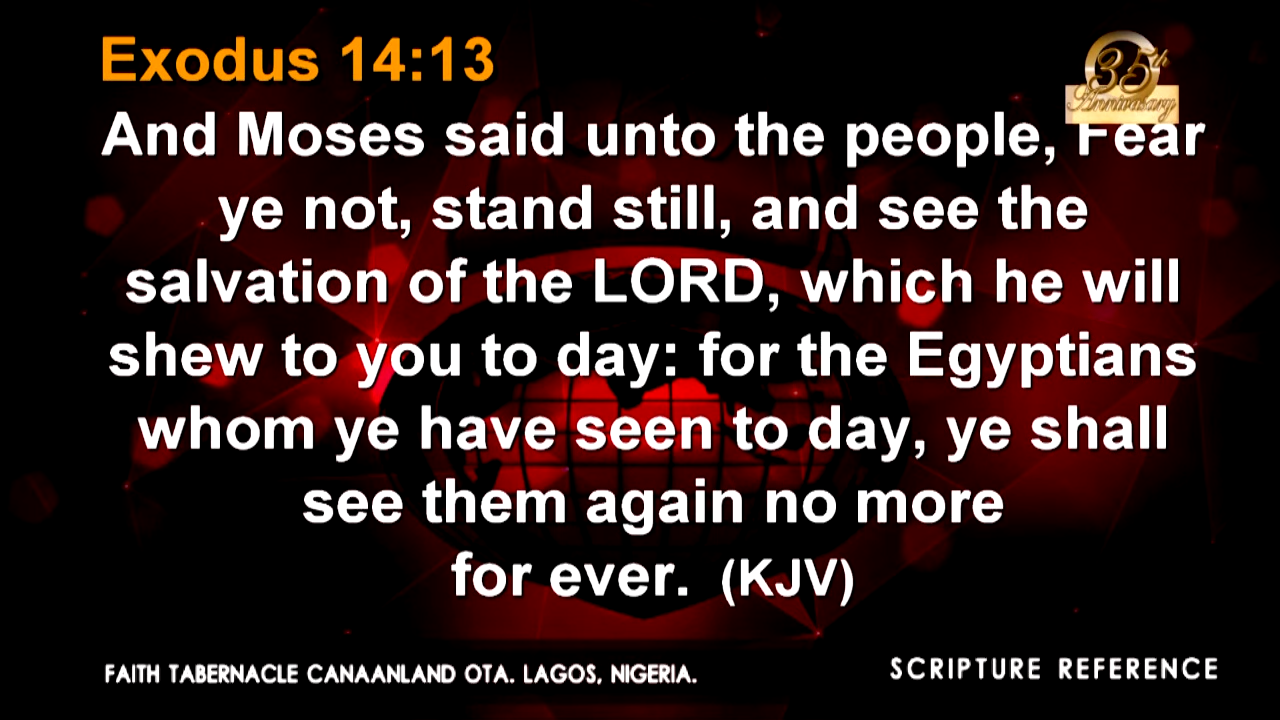 Exodus 14:13
35th
Anniversary
And Moses said unto the people, Fear
ye not, stand still, and see the
salvation of the LORD, which he will
shew to you to day: for the Egyptians
whom ye have seen to day, ye shall
see them again no more
for ever. (KJV)
FAITH TABERNACLE CANAANLAND OTA. LAGOS, NIGERIA.
SCRIPTURE REFERENCE